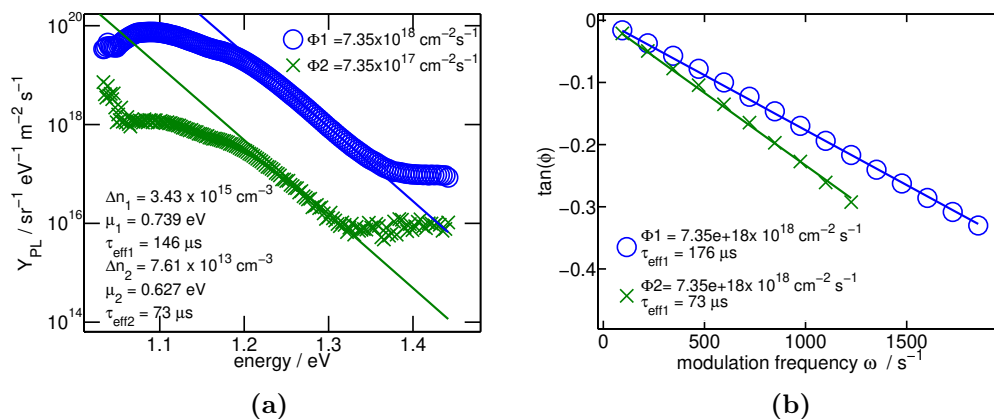 10^20
10^18
10^16
10^14
Y_PL / sr^-1 eV^-1 m^-2 s^-1
Φ1 =7.35x10^18 cm^-2 s^-1
Φ2 =7.35x10^17 cm^-2 s^-1
Δn_1 = 3.43 x 10^15 cm^-3
μ_1 = 0.739 eV
τ_eff1 = 146 μs
Δn_2 = 7.61 x 10^13 cm^-3
μ_2 = 0.627 eV
τ_eff2 = 73 μs
1.1 1.2 1.3 1.4
energy / eV
(a)
0
−0.1
−0.2
−0.3
−0.4
tan(ϕ)
Φ1 = 7.35e+18x 10^18 cm^-2 s^-1
τ_eff1 = 176 μs
Φ2= 7.35e+18x 10^18 cm^-2 s^-1
τ_eff1 = 73 μs
0 500 1000 1500
modulation frequency ω / s^-1
(b)